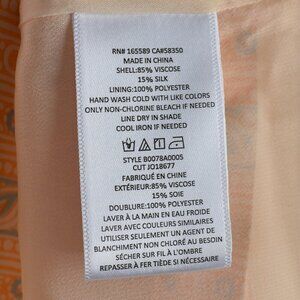 RN# 165589 CA#58350
MADE IN CHINA
SHELL:85% VISCOSE
15% SILK
LINING:100% POLYESTER
HAND WASH COLD WITH LIKE COLORS
ONLY NON-CHLORINE BLEACH IF NEEDED
LINE DRY IN SHADE
COOL IRON IF NEEDED
STYLE B0078A0005
CUT JO18677
FABRIQUÉ EN CHINE
EXTÉRIEUR:85% VISCOSE
15% SOIE
DOUBLURE:100% POLYESTER
LAVER À LA MAIN EN EAU FROIDE
LAVER AVEC COULEURS SIMILAIRES
UTILISER SEULEMENT UN AGENT DE
BLANCHIMENT NON CHLORÉ AU BESOIN
SÉCHER SUR FIL À L'OMBRE
REPASSER À FER TIÈDE SI NÉCESSAIRE